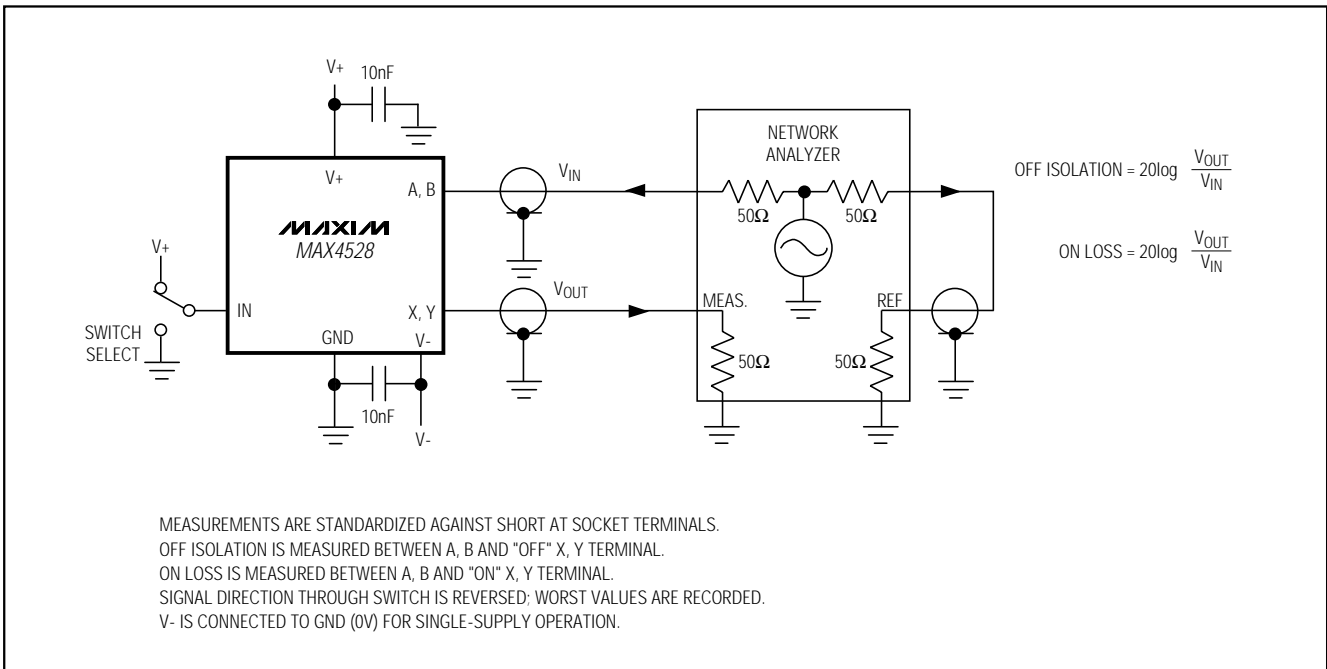 V+
10nF
V+
A, B
MAXIM
MAX4528
V+
IN
SWITCH
SELECT
X, Y
GND
V-
10nF
V-
VIN
VOUT
NETWORK
ANALYZER
50Ω
50Ω
MEAS.
REF
50Ω
50Ω
OFF ISOLATION = 20log VOUT
VIN
ON LOSS = 20log VOUT
VIN
MEASUREMENTS ARE STANDARDIZED AGAINST SHORT AT SOCKET TERMINALS.
OFF ISOLATION IS MEASURED BETWEEN A, B AND "OFF" X, Y TERMINAL.
ON LOSS IS MEASURED BETWEEN A, B AND "ON" X, Y TERMINAL.
SIGNAL DIRECTION THROUGH SWITCH IS REVERSED; WORST VALUES ARE RECORDED.
V- IS CONNECTED TO GND (0V) FOR SINGLE-SUPPLY OPERATION.